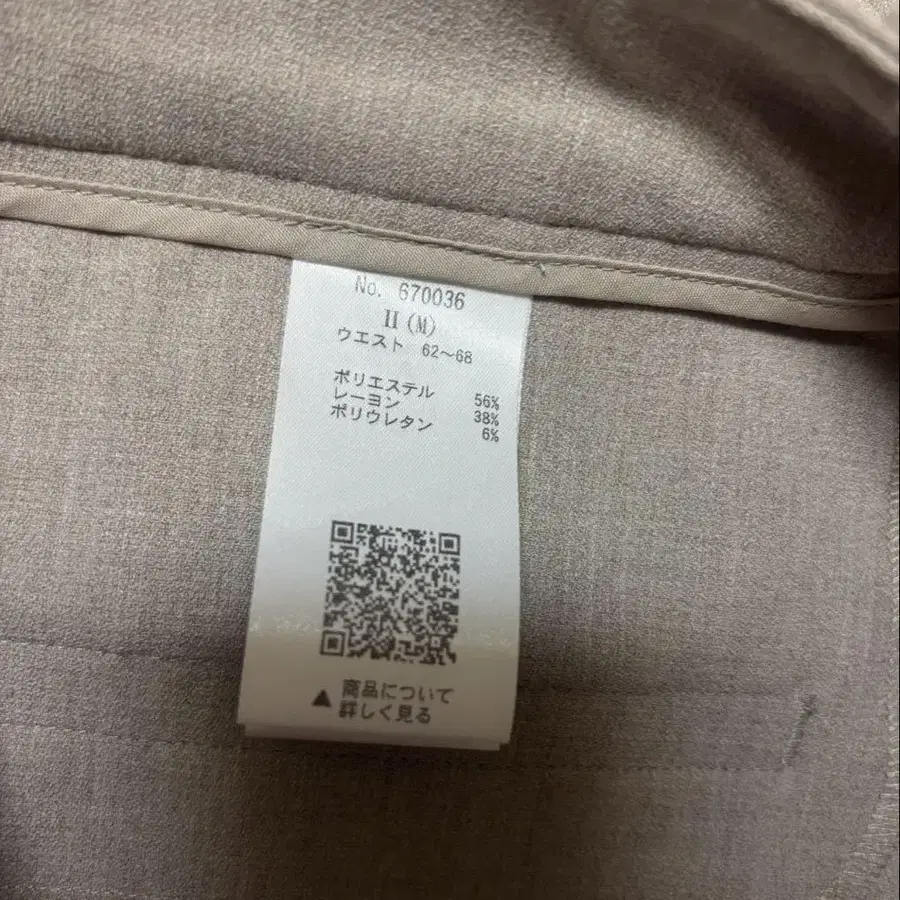 No. 670036
II(M)
ウエスト 62〜68
ポリエステル 56%
レーヨン 38%
ポリウレタン 6%
▲ 商品について
詳しく見る